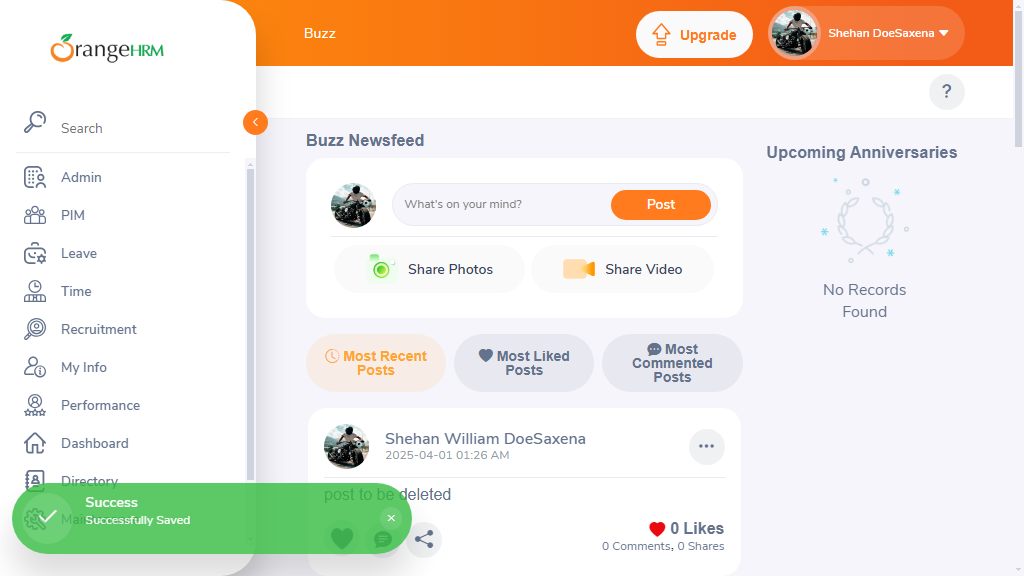 OrangeHRM
Search
Admin
PIM
Leave
Time
Recruitment
My Info
Performance
Dashboard
Directory
Success
Successfully Saved
Buzz
Upgrade
Shehan DoeSaxena
?
Buzz Newsfeed
What's on your mind?
Post
Share Photos
Share Video
Most Recent
Posts
Most Liked
Posts
Most
Commented
Posts
Shehan William DoeSaxena
2025-04-01 01:26 AM
post to be deleted
0 Likes
0 Comments, 0 Shares
Upcoming Anniversaries
No Records
Found